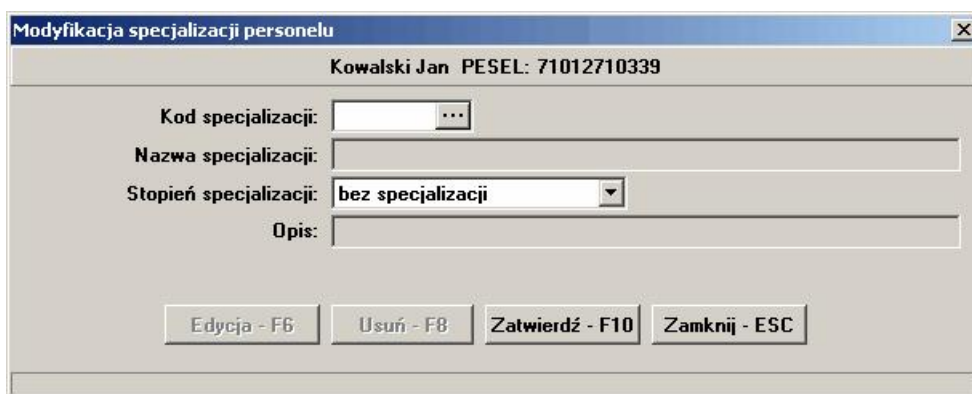 Modyfikacja specjalizacji personelu
Kowalski Jan PESEL: 71012710339
Kod specjalizacji: ...
Nazwa specjalizacji:
Stopień specjalizacji: bez specjalizacji
Opis:
Edycja - F6 Usuń - F8 Zatwierdź - F10 Zamknij - ESC